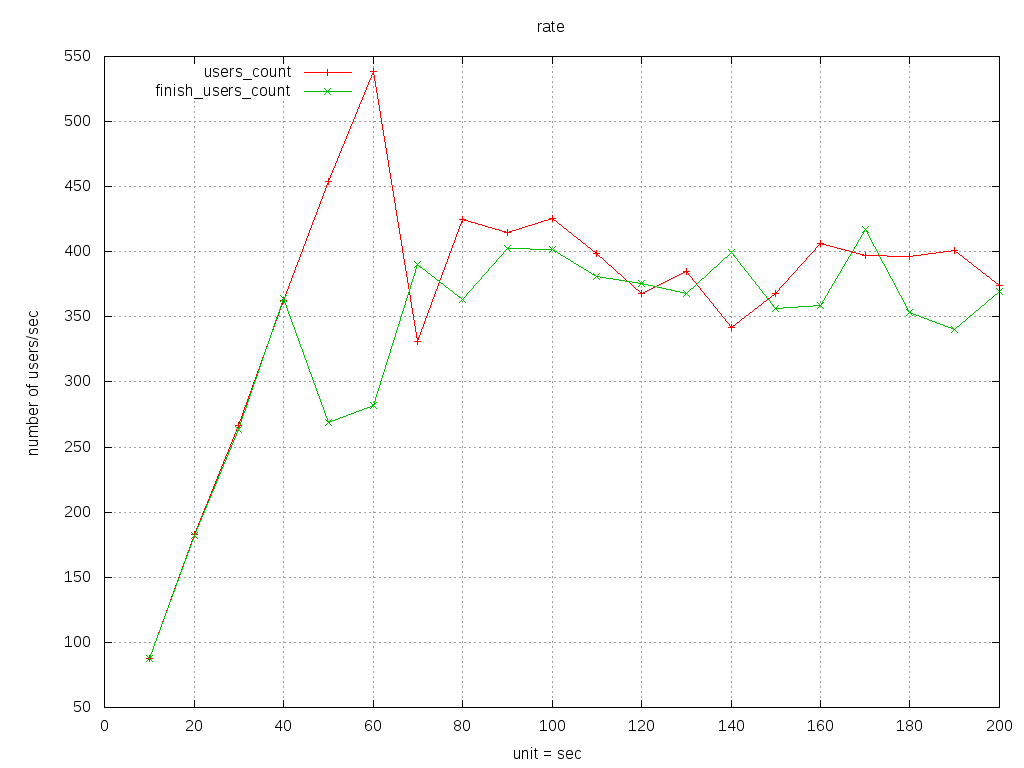 rate
550
500
450
400
350
300
250
200
150
100
50
users_count
finish_users_count
number of users/sec
0 20 40 60 80 100 120 140 160 180 200
unit = sec